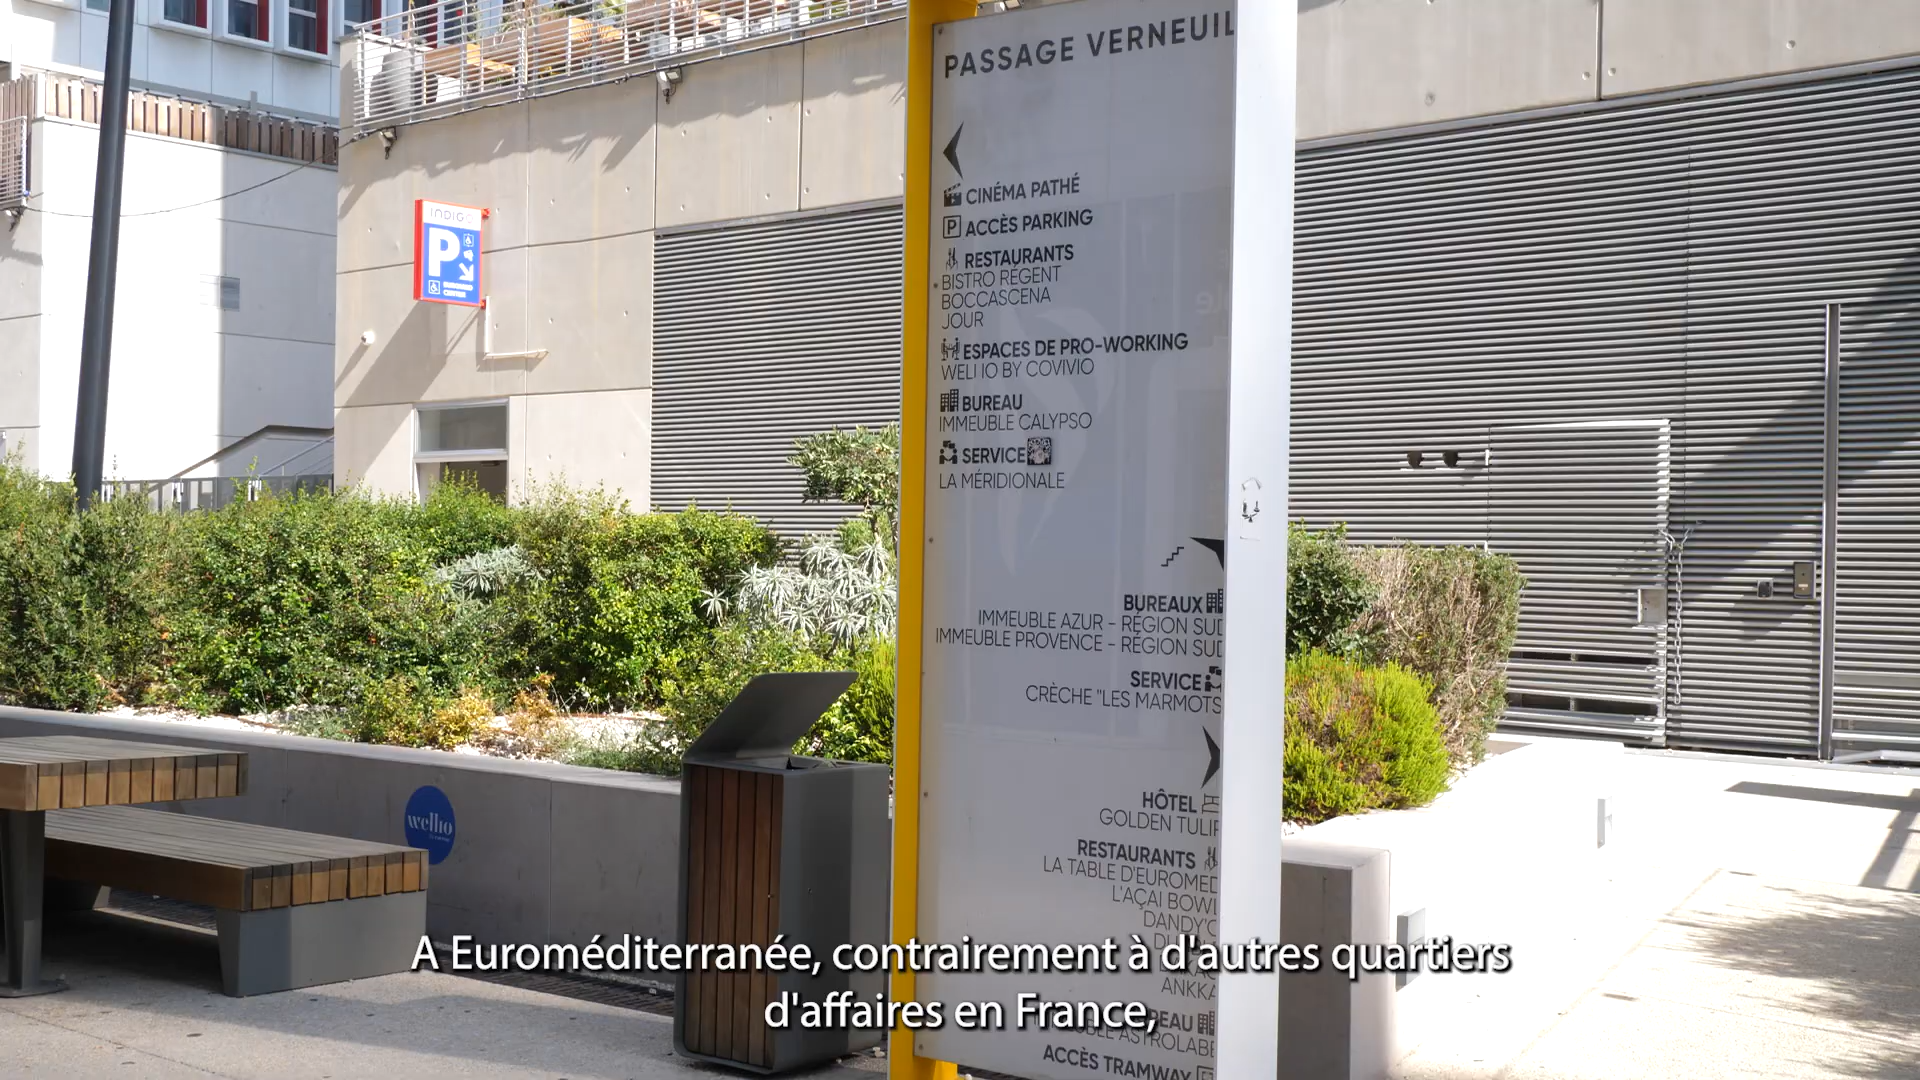 PASSAGE VERNEUIL
CINÉMA PATHÉ
P ACCÈS PARKING
RESTAURANTS
BISTRO RÉGENT
BOCCASCENA
JOUR
ESPACES DE PRO-WORKING
WELLIO BY COVIVIO
BUREAU
IMMEUBLE CALYPSO
SERVICE
LA MÉRIDIONALE
BUREAUX
IMMEUBLE AZUR - RÉGION SUD
IMMEUBLE PROVENCE - RÉGION SUD
SERVICE
CRÈCHE "LES MARMOTS
HÔTEL
GOLDEN TULIP
RESTAURANTS
LA TABLE D'EUROMED
L'AÇAI BOWL
ANKKA
ACCÈS TRAMWAY
INDIGO
P
wellio
A Euroméditerranée, contrairement à d'autres quartiers
d'affaires en France,